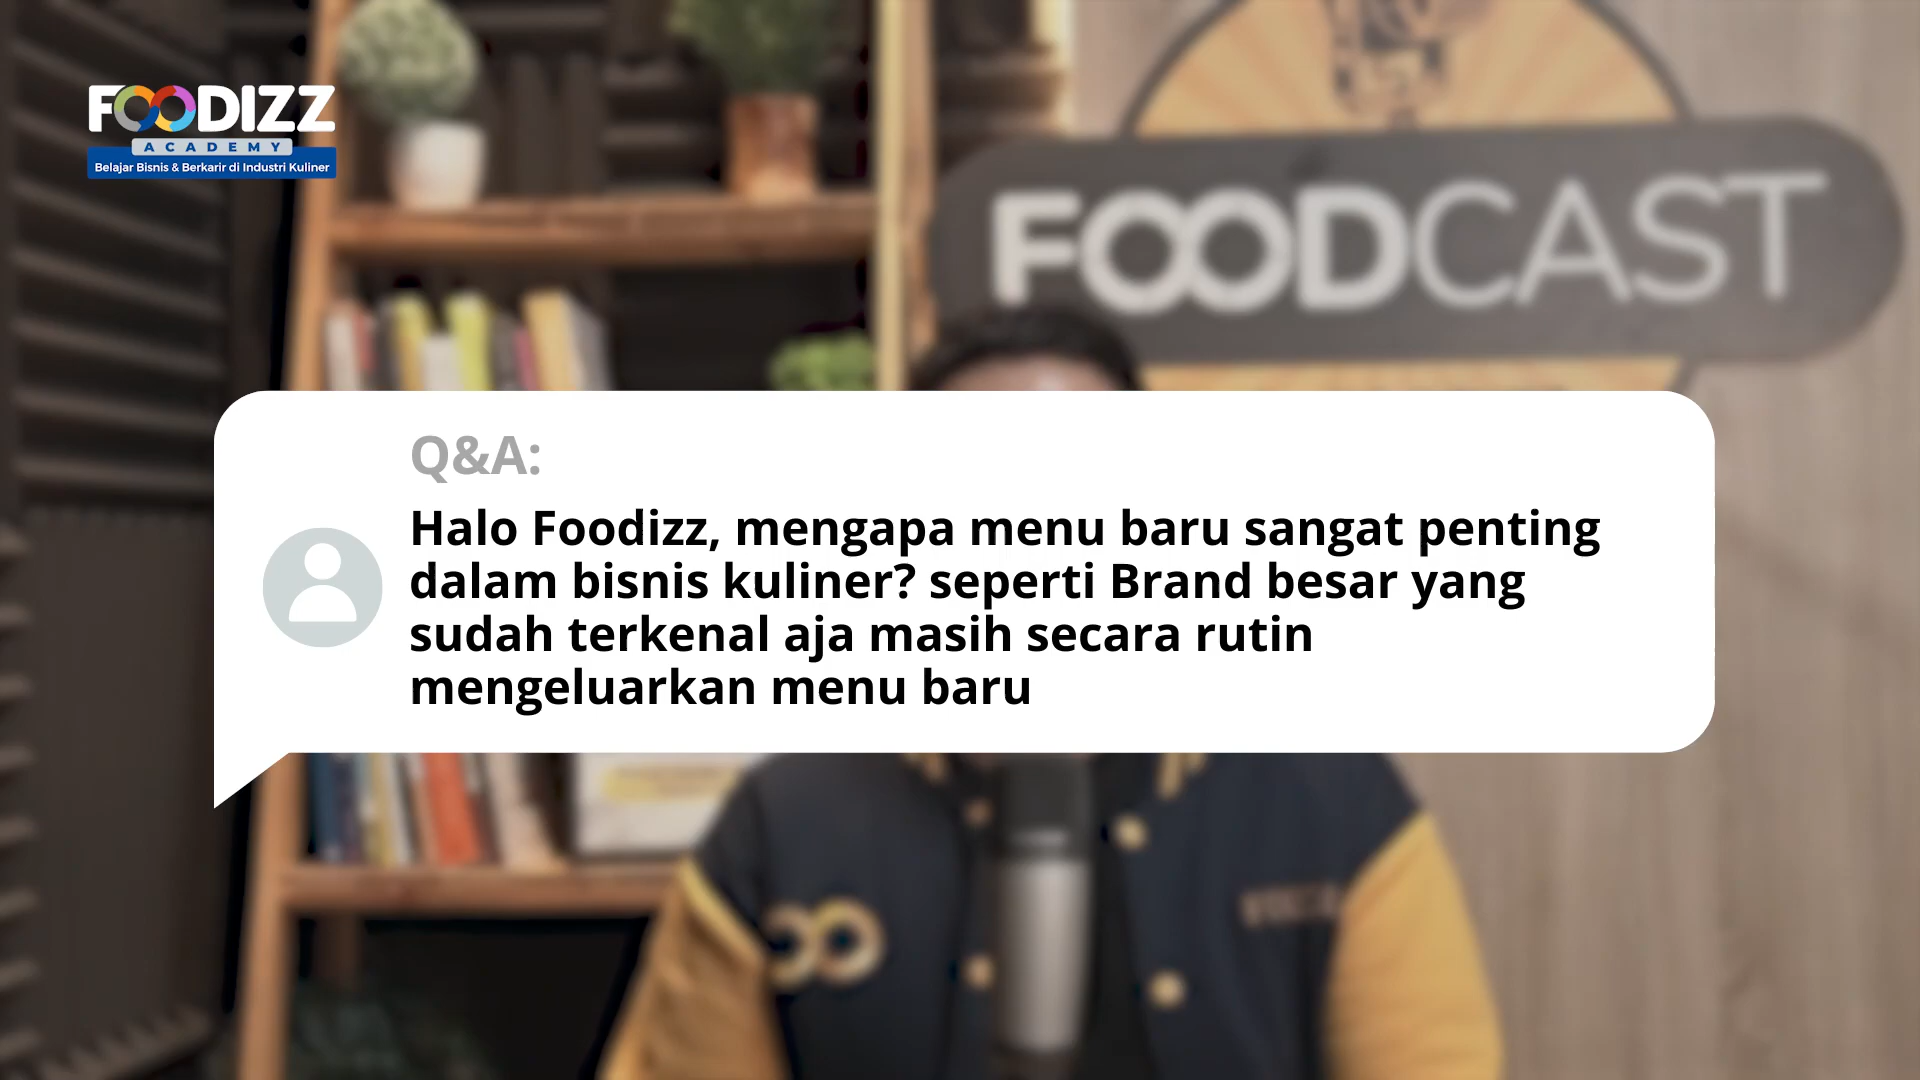 FOODIZZ
ACADEMY
Belajar Bisnis & Berkarir di Industri Kuliner
FOODCAST
Q&A:
Halo Foodizz, mengapa menu baru sangat penting
dalam bisnis kuliner? seperti Brand besar yang
sudah terkenal aja masih secara rutin
mengeluarkan menu baru